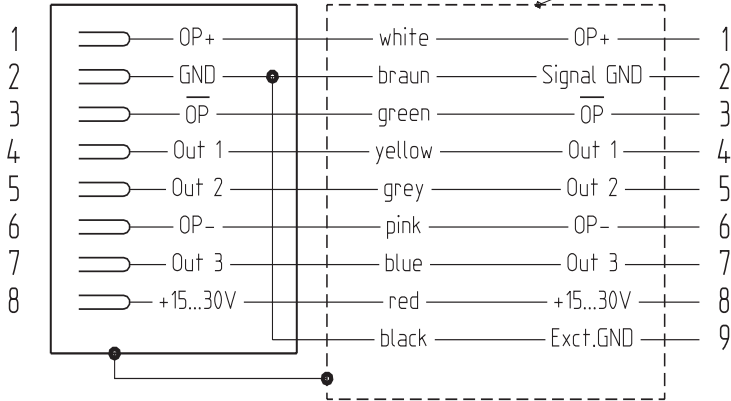 1 OP+ white OP+ 1
2 GND braun Signal GND 2
3 O̅P̅ green O̅P̅ 3
4 Out 1 yellow Out 1 4
5 Out 2 grey Out 2 5
6 OP- pink OP- 6
7 Out 3 blue Out 3 7
8 +15...30V red +15...30V 8
black Exct.GND 9